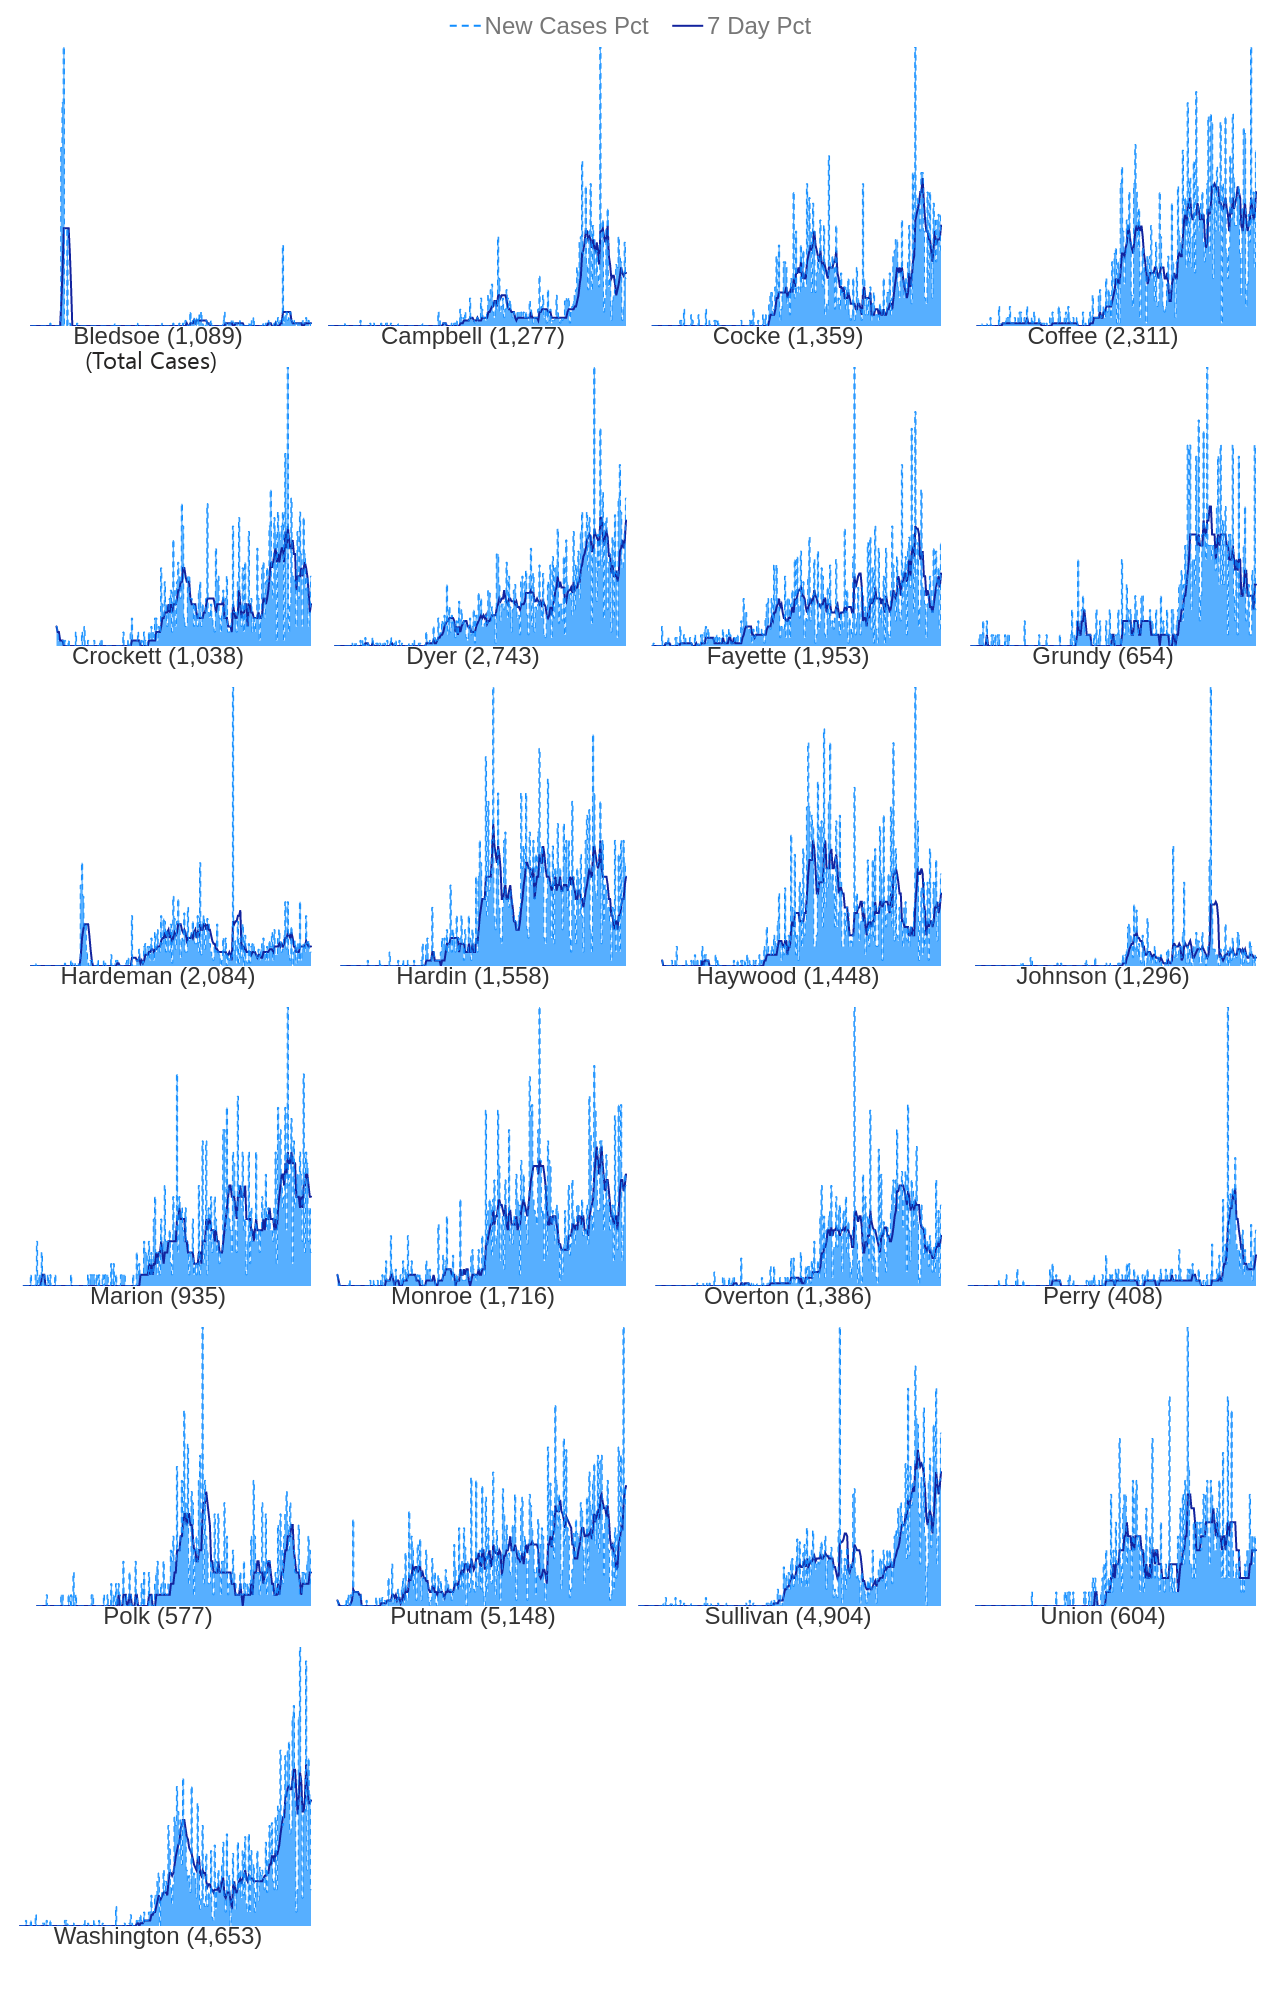 New Cases Pct 7 Day Pct
Bledsoe (1,089) Campbell (1,277) Cocke (1,359) Coffee (2,311)
(Total Cases)
Crockett (1,038) Dyer (2,743) Fayette (1,953) Grundy (654)
Hardeman (2,084) Hardin (1,558) Haywood (1,448) Johnson (1,296)
Marion (935) Monroe (1,716) Overton (1,386) Perry (408)
Polk (577) Putnam (5,148) Sullivan (4,904) Union (604)
Washington (4,653)